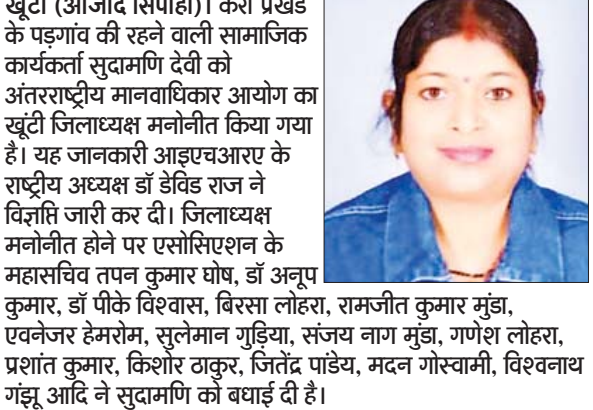 खूंटी (आजाद सिपाही)। कर्रा प्रखंड
के पड़गांव की रहने वाली सामाजिक
कार्यकर्ता सुदामणि देवी को
अंतरराष्ट्रीय मानवाधिकार आयोग का
खूंटी जिलाध्यक्ष मनोनीत किया गया
है। यह जानकारी आइएचआरए के
राष्ट्रीय अध्यक्ष डॉ डेविड राज ने
विज्ञप्ति जारी कर दी। जिलाध्यक्ष
मनोनीत होने पर एसोसिएशन के
महासचिव तपन कुमार घोष, डॉ अनूप
कुमार, डॉ पीके विश्वास, बिरसा लोहरा, रामजीत कुमार मुंडा,
एवनेजर हेमरोम, सुलेमान गुड़िया, संजय नाग मुंडा, गणेश लोहरा,
प्रशांत कुमार, किशोर ठाकुर, जितेंद्र पांडेय, मदन गोस्वामी, विश्वनाथ
गंझू आदि ने सुदामणि को बधाई दी है।